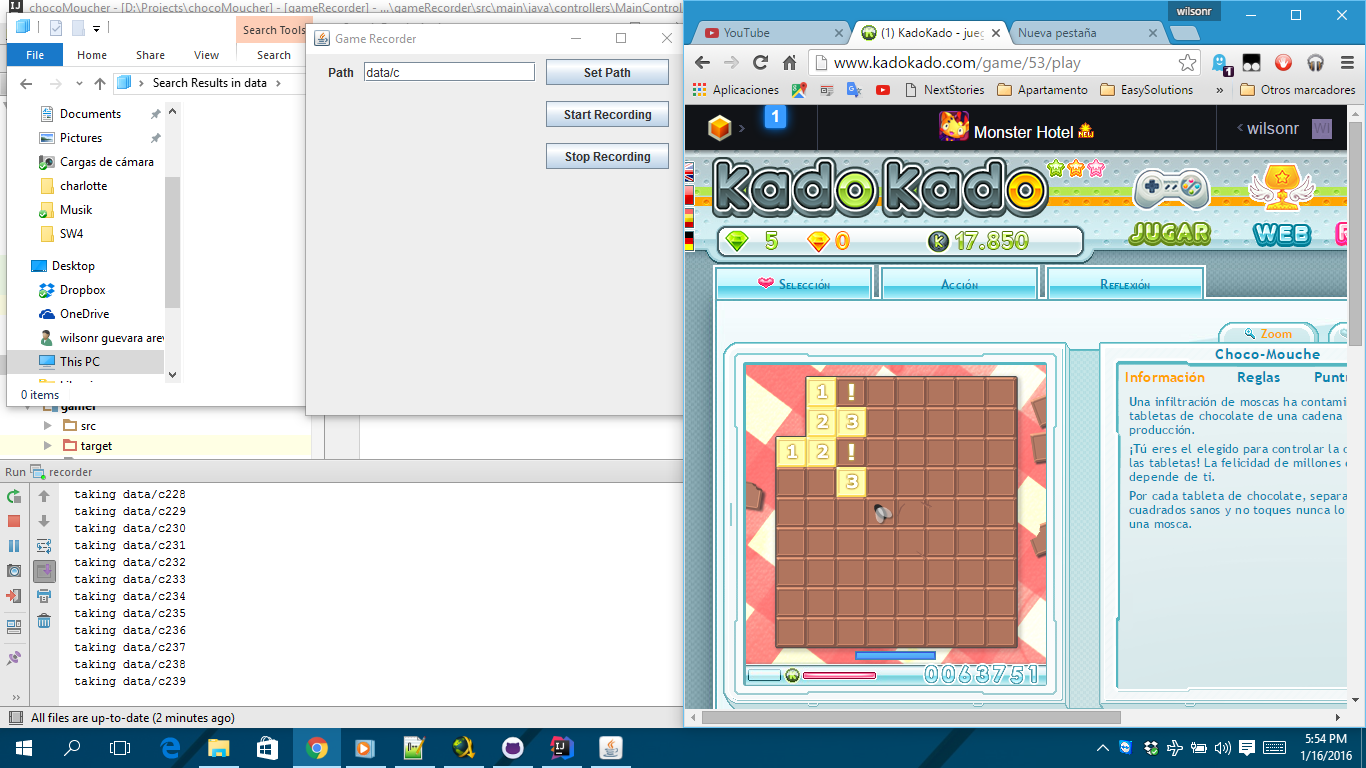 chocoMoucher - [D:\Projects\chocoMoucher] - [gameRecorder] - ...\gameRecorder\src\main\java\controllers\MainControl
Search Tools
File Home Share View Search
Search Results in data
Documents
Pictures
Cargas de cámara
charlotte
Musik
SW4
Desktop
Dropbox
OneDrive
wilsonr guevara arev
This PC
0 items
gamer
src
target
Game Recorder
Path data/c Set Path
Start Recording
Stop Recording
Run recorder
taking data/c228
taking data/c229
taking data/c230
taking data/c231
taking data/c232
taking data/c233
taking data/c234
taking data/c235
taking data/c236
taking data/c237
taking data/c238
taking data/c239
All files are up-to-date (2 minutes ago)
wilsonr
YouTube (1) KadoKado - jueg Nueva pestaña
www.kadokado.com/game/53/play
Aplicaciones NextStories Apartamento EasySolutions » Otros marcadores
1 Monster Hotel NEW wilsonr WI
KadoKado
5 0 K 17.850
JUGAR WEB
Selección Acción Reflexión
Zoom
Choco-Mouche
Información Reglas Puntu
Una infiltración de moscas ha contami
tabletas de chocolate de una cadena
producción.
¡Tú eres el elegido para controlar la c
las tabletas! La felicidad de millones
depende de ti.
Por cada tableta de chocolate, separa
cuadrados sanos y no toques nunca lo
una mosca.
1 !
2 3
1 2 !
3
0063751
5:54 PM
1/16/2016